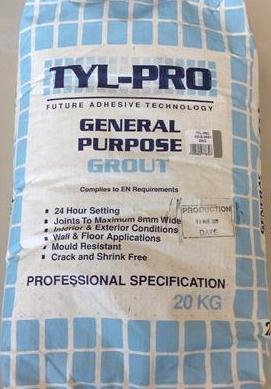 TYL-PRO
FUTURE ADHESIVE TECHNOLOGY
GENERAL
PURPOSE
GROUT
Complies to EN Requirements
24 Hour Setting
Joints To Maximum 8mm Wide
Interior & Exterior Conditions
Wall & Floor Applications
Mould Resistant
Crack and Shrink Free
PRODUCTION
DATE
PROFESSIONAL SPECIFICATION
20 KG